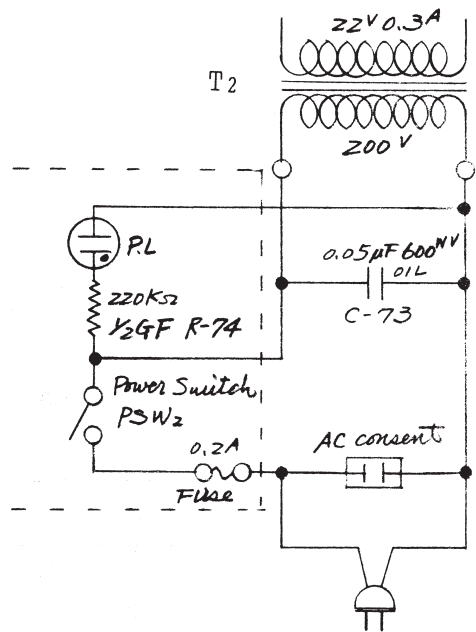 22V 0.3A
T2
200V
P.L
0.05μF 600WV
OIL
C-73
220KΩ
½GF R-74
Power Switch
PSW2
0.2A
Fuse
AC consent